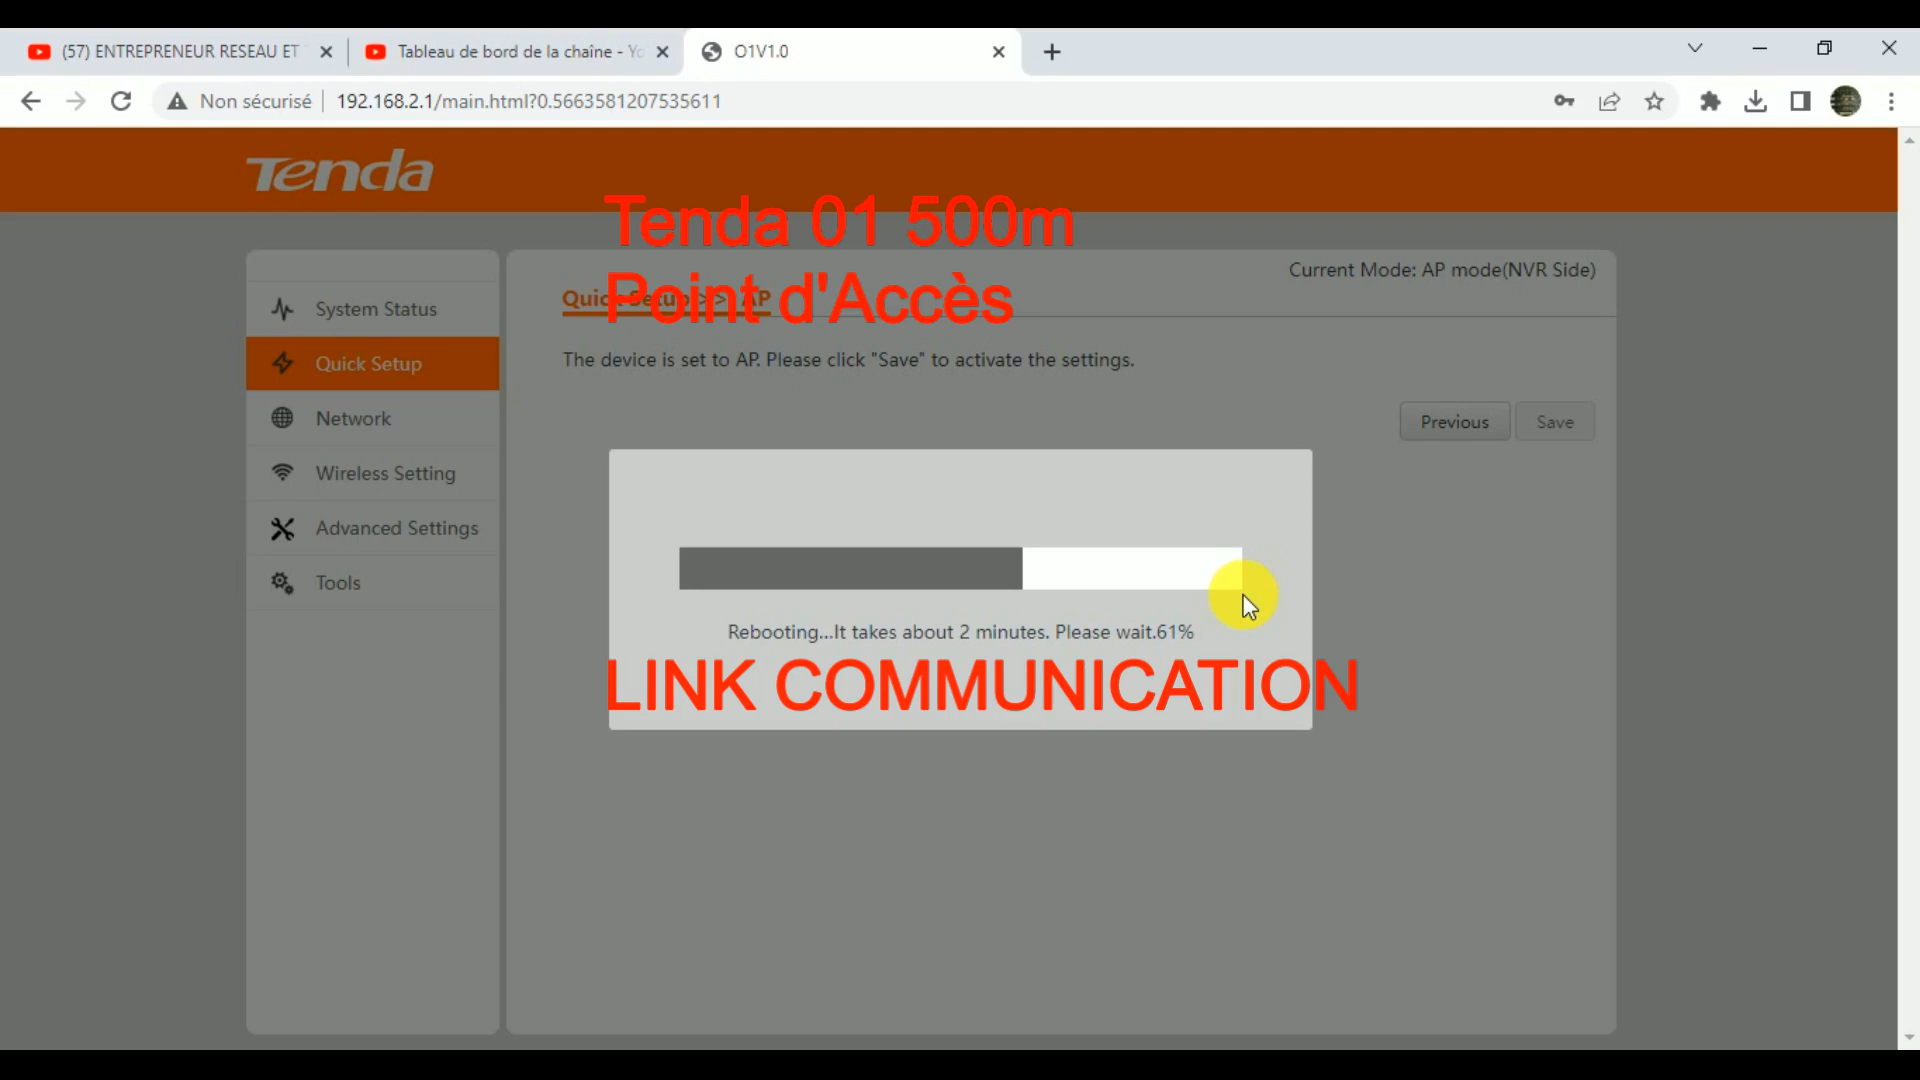 (57) ENTREPRENEUR RESEAU ET
Tableau de bord de la chaîne - Yo
O1V1.0
Non sécurisé
192.168.2.1/main.html?0.5663581207535611
Tenda
Tenda 01 500m
Point d'Accès
Current Mode: AP mode(NVR Side)
Quick Setup >> AP
The device is set to AP. Please click "Save" to activate the settings.
System Status
Quick Setup
Network
Wireless Setting
Advanced Settings
Tools
Previous
Save
Rebooting...It takes about 2 minutes. Please wait.61%
LINK COMMUNICATION